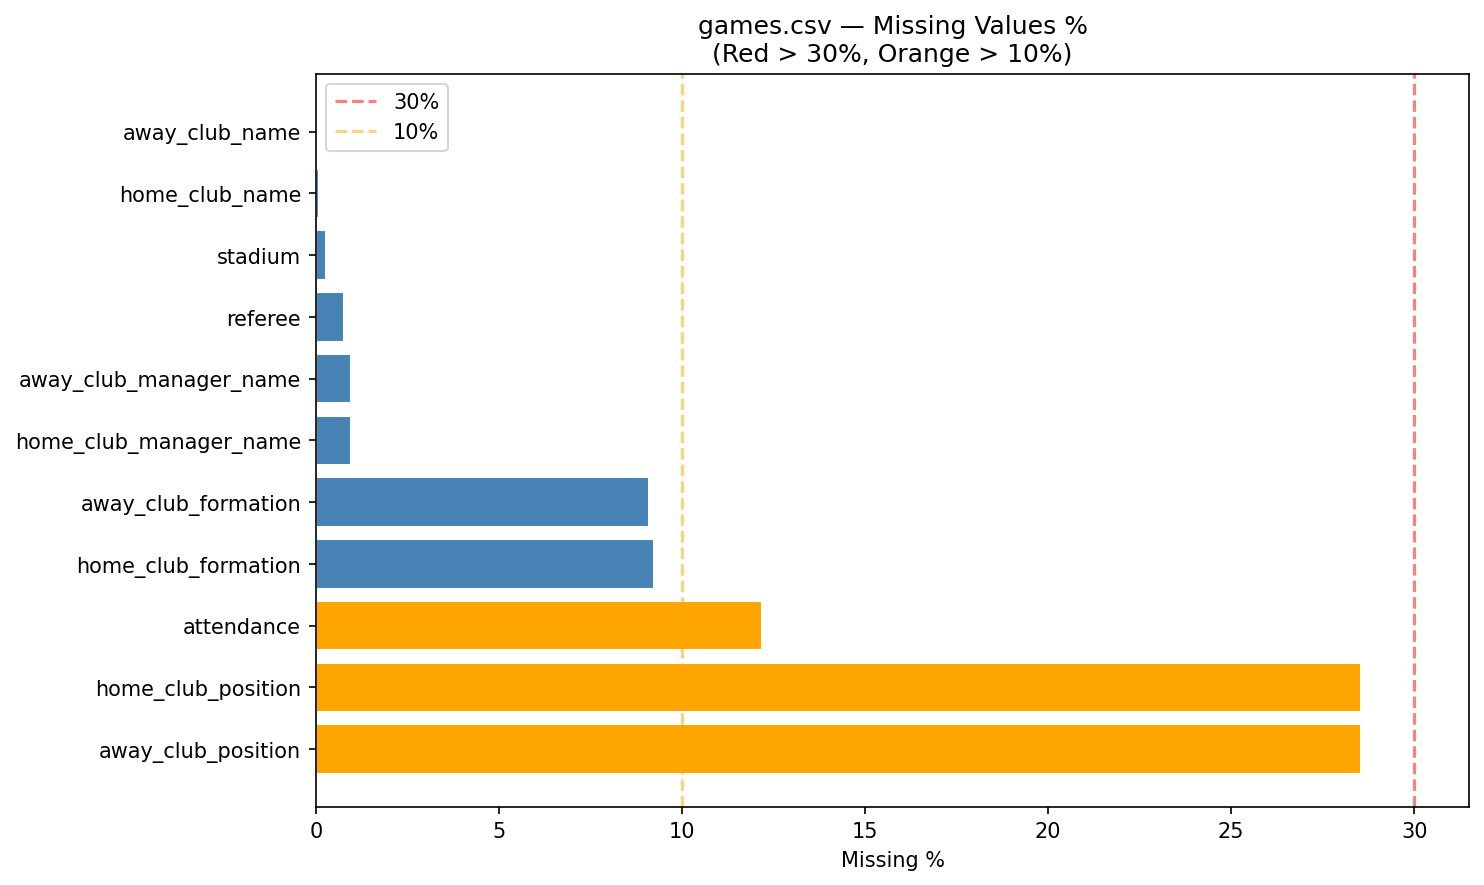 games.csv — Missing Values %
(Red > 30%, Orange > 10%)
30%
10%
away_club_name
home_club_name
stadium
referee
away_club_manager_name
home_club_manager_name
away_club_formation
home_club_formation
attendance
home_club_position
away_club_position
0 5 10 15 20 25 30
Missing %